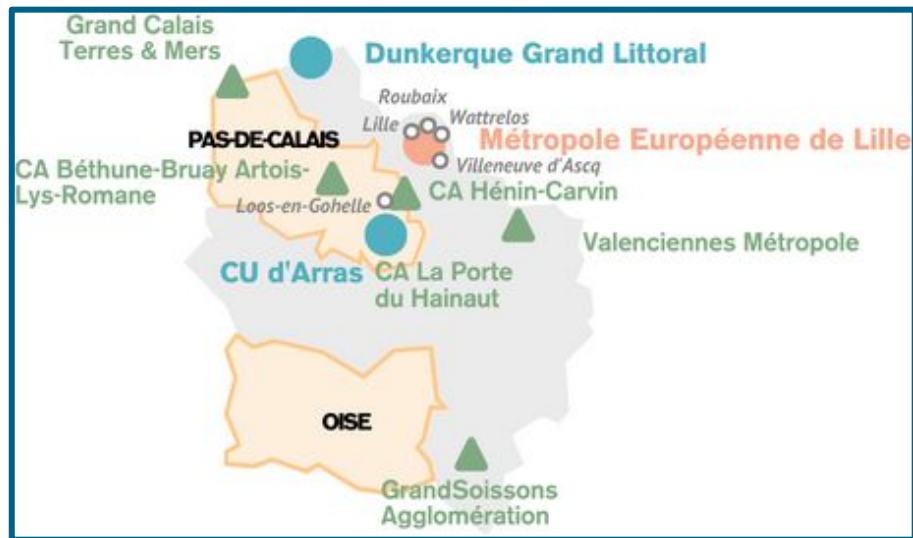 Grand Calais
Terres & Mers
Dunkerque Grand Littoral
Roubaix
Lille
Wattrelos
PAS-DE-CALAIS
Métropole Européenne de Lille
Villeneuve d'Ascq
CA Béthune-Bruay Artois-
Lys-Romane
CA Hénin-Carvin
Loos-en-Gohelle
Valenciennes Métropole
CU d'Arras
CA La Porte
du Hainaut
OISE
GrandSoissons
Agglomération